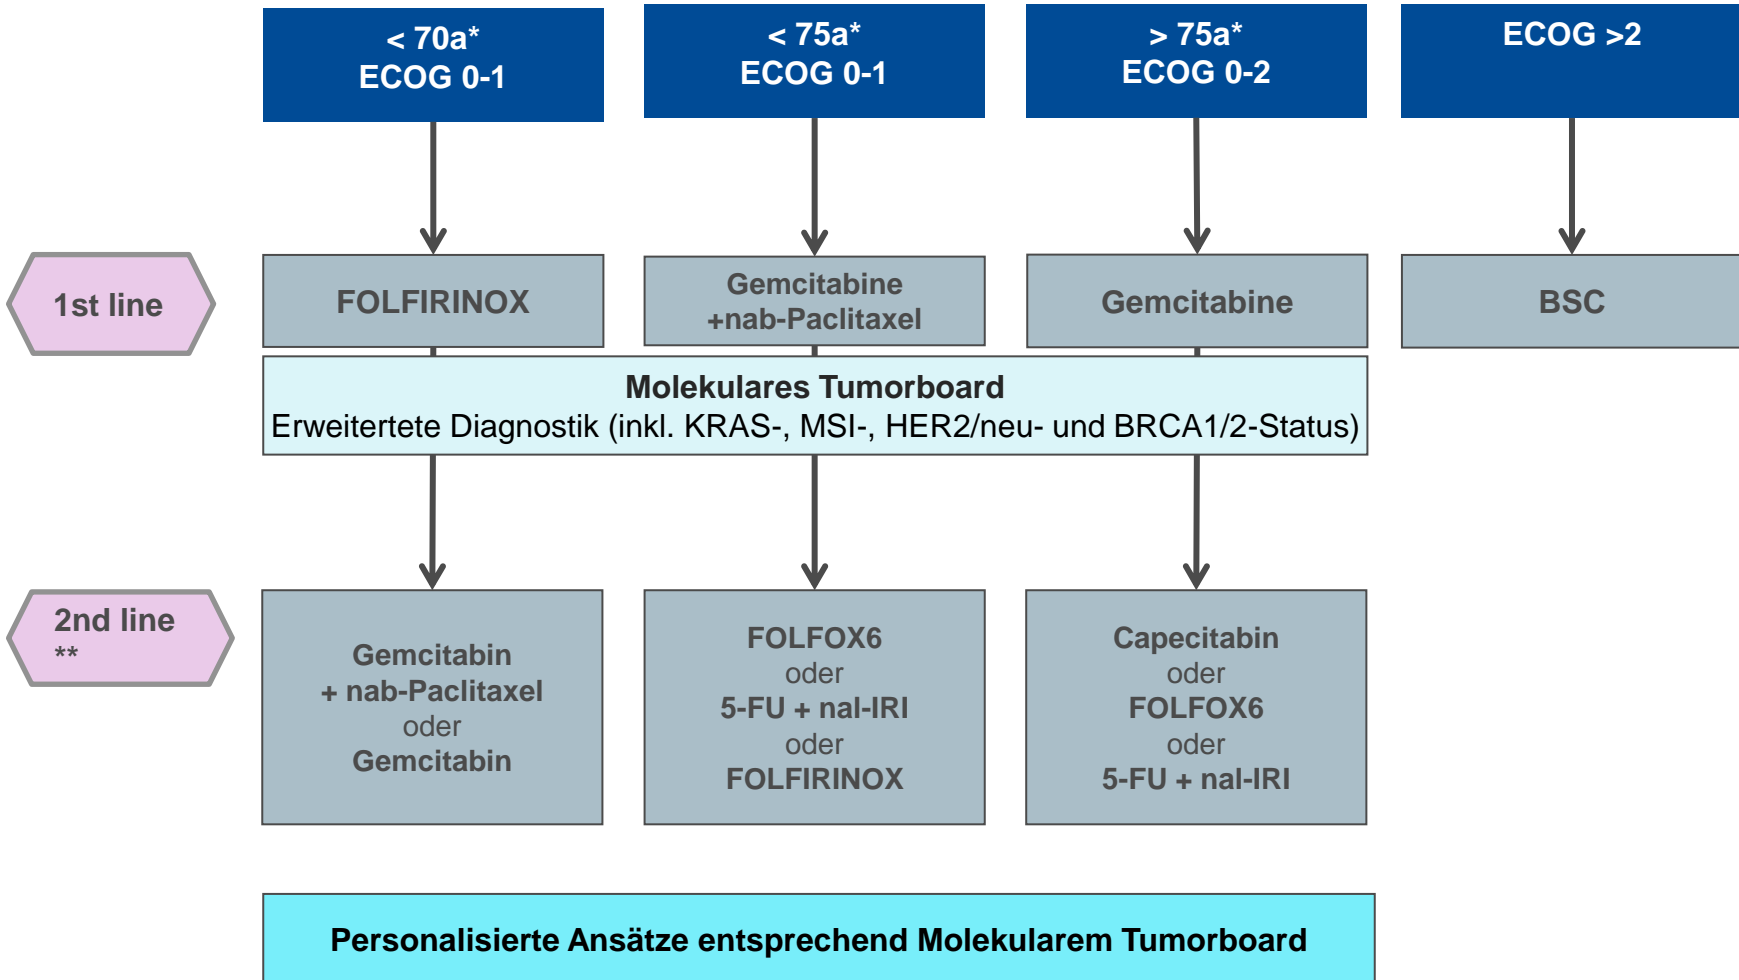 < 70a*
ECOG 0-1
< 75a*
ECOG 0-1
> 75a*
ECOG 0-2
ECOG >2
1st line
FOLFIRINOX
Gemcitabine
+nab-Paclitaxel
Gemcitabine
BSC
Molekulares Tumorboard
Erweitertete Diagnostik (inkl. KRAS-, MSI-, HER2/neu- und BRCA1/2-Status)
2nd line
**
Gemcitabin
+ nab-Paclitaxel
oder
Gemcitabin
FOLFOX6
oder
5-FU + nal-IRI
oder
FOLFIRINOX
Capecitabin
oder
FOLFOX6
oder
5-FU + nal-IRI
Personalisierte Ansätze entsprechend Molekularem Tumorboard